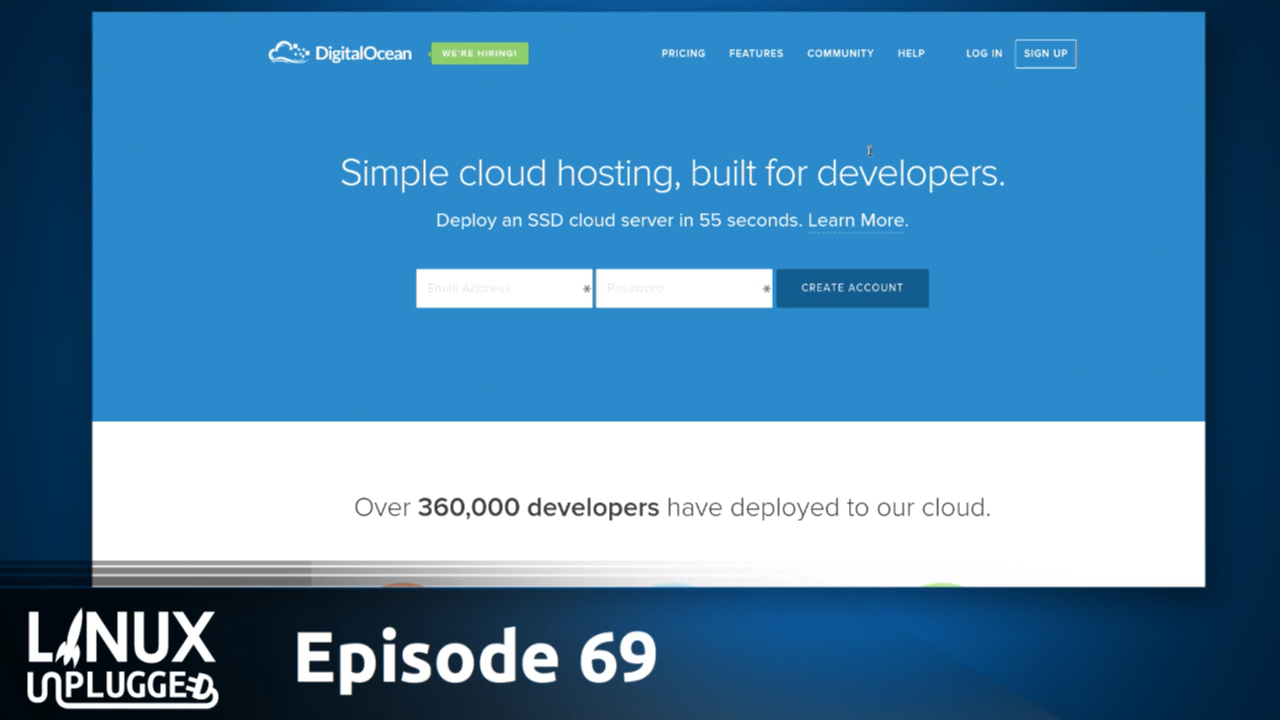 DigitalOcean WE'RE HIRING! PRICING FEATURES COMMUNITY HELP LOG IN SIGN UP
Simple cloud hosting, built for developers.
Deploy an SSD cloud server in 55 seconds. Learn More.
Email Address * Password * CREATE ACCOUNT
Over 360,000 developers have deployed to our cloud.
LINUX
UNPLUGGED
Episode 69